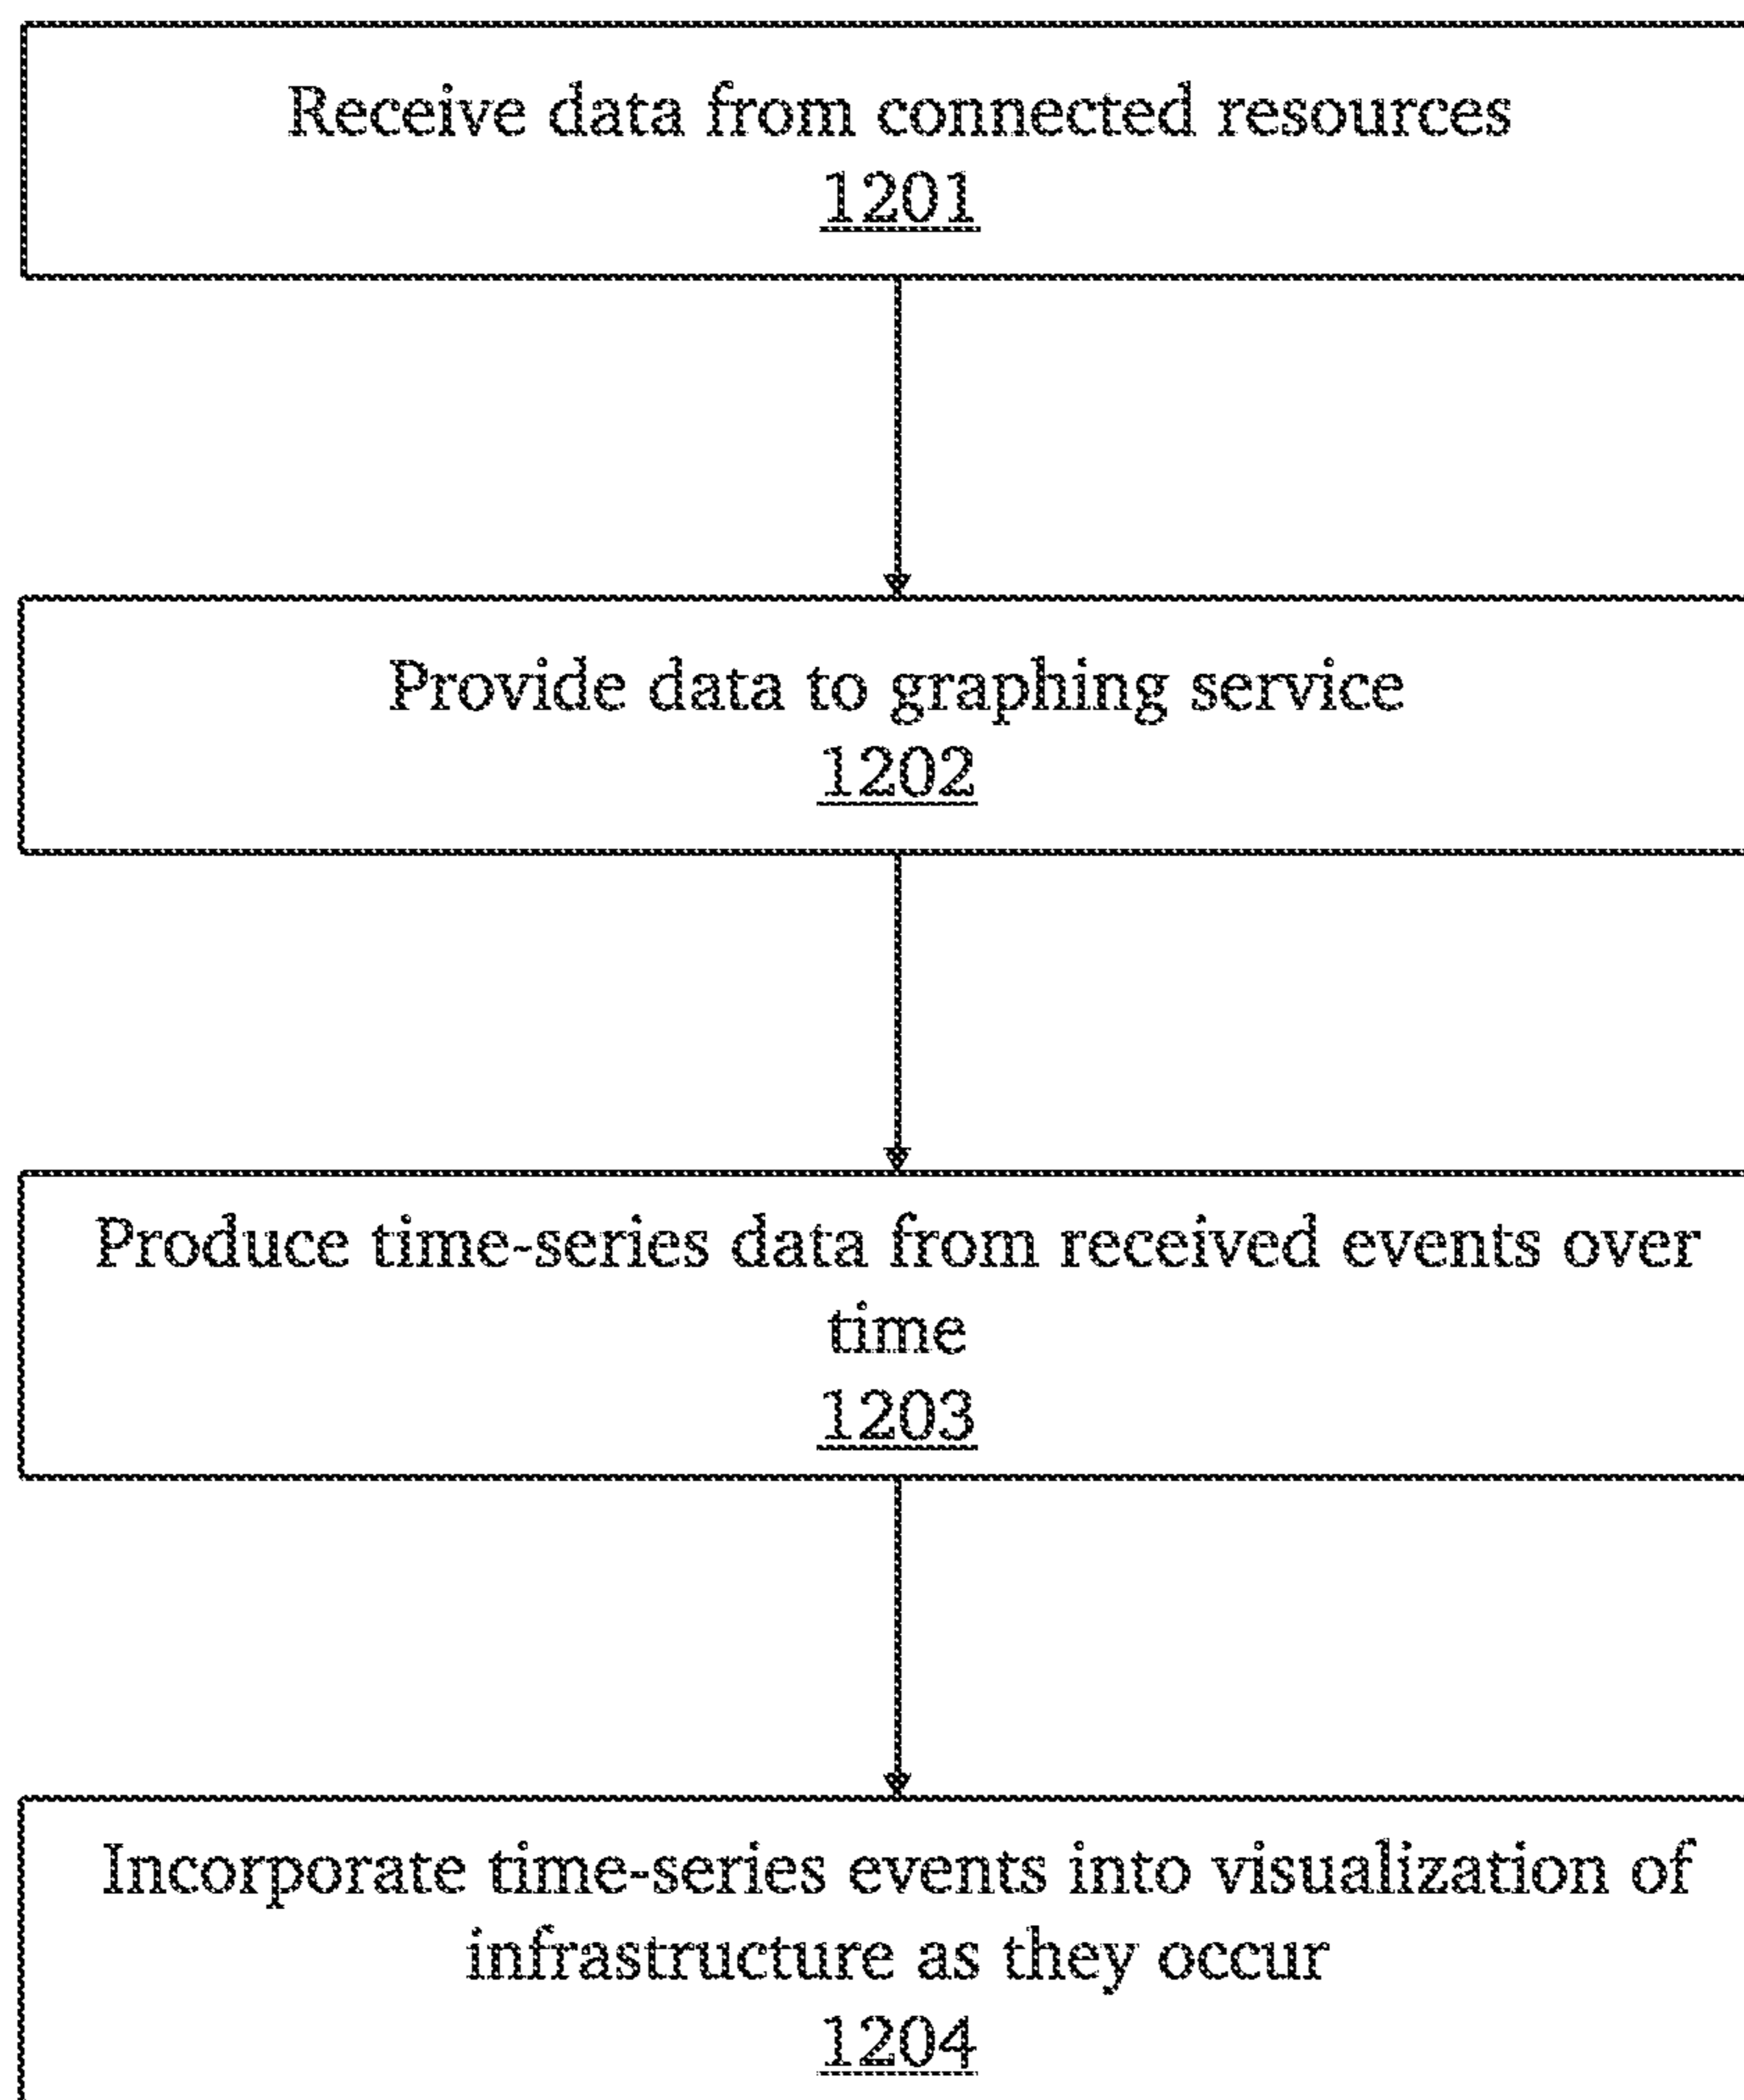 Receive data from connected resources
1201
Provide data to graphing service
1202
Produce time-series data from received events over
time
1203
Incorporate time-series events into visualization of
infrastructure as they occur
1204